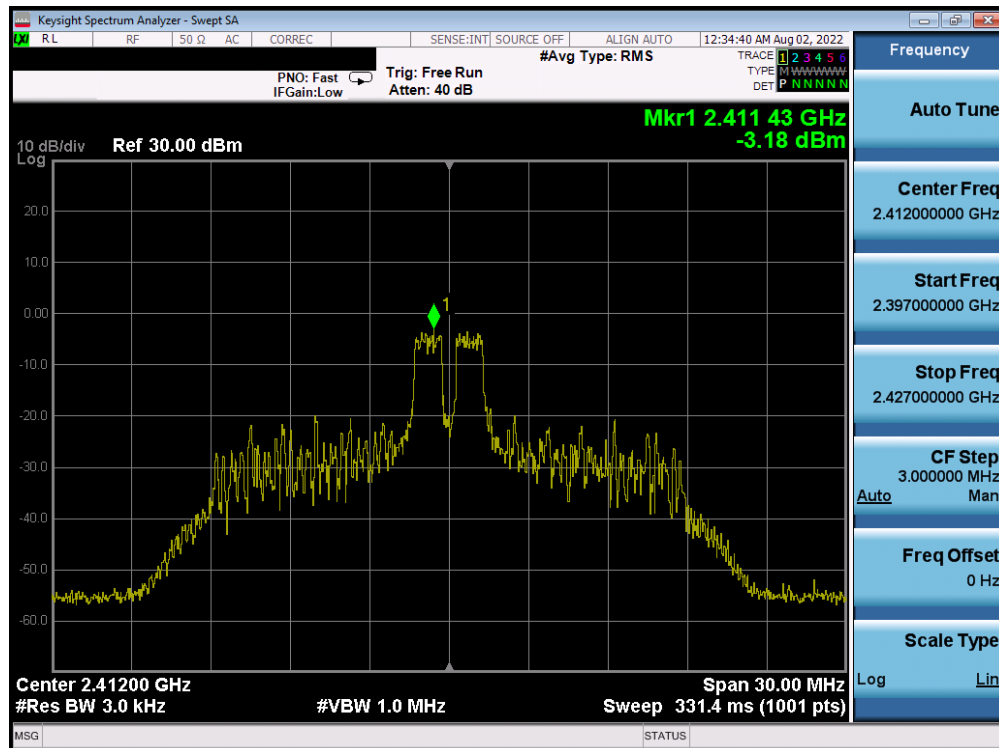 Keysight Spectrum Analyzer - Swept SA
LXI RL RF 50 Ω AC CORREC SENSE:INT SOURCE OFF ALIGN AUTO 12:34:40 AM Aug 02, 2022
#Avg Type: RMS
TRACE 1 2 3 4 5 6
PNO: Fast Trig: Free Run TYPE M WWWWW
IFGain:Low Atten: 40 dB DET P N N N N N
Mkr1 2.411 43 GHz
10 dB/div Ref 30.00 dBm -3.18 dBm
Log
20.0
10.0
0.00
1
-10.0
-20.0
-30.0
-40.0
-50.0
-60.0
Center 2.41200 GHz Span 30.00 MHz
#Res BW 3.0 kHz #VBW 1.0 MHz Sweep 331.4 ms (1001 pts)
MSG STATUS
Frequency
Auto Tune
Center Freq
2.412000000 GHz
Start Freq
2.397000000 GHz
Stop Freq
2.427000000 GHz
CF Step
3.000000 MHz
Auto Man
Freq Offset
0 Hz
Scale Type
Log Lin